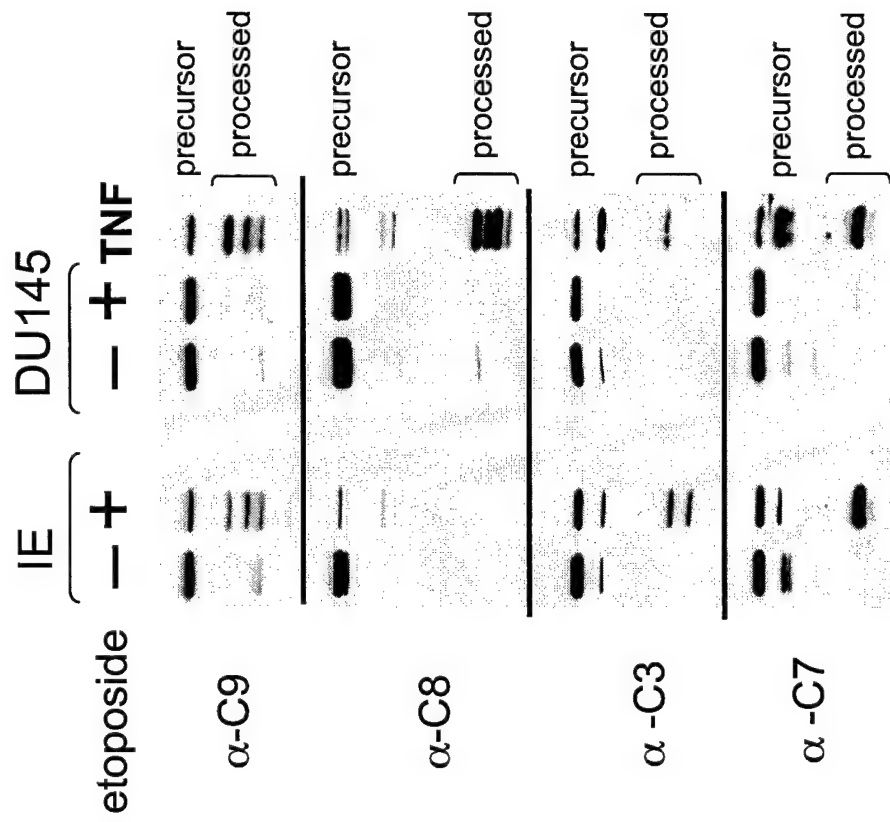 IE DU145
etoposide − + − + TNF
α-C9 precursor
processed
α-C8 precursor
processed
α -C3 precursor
processed
α -C7 precursor
processed